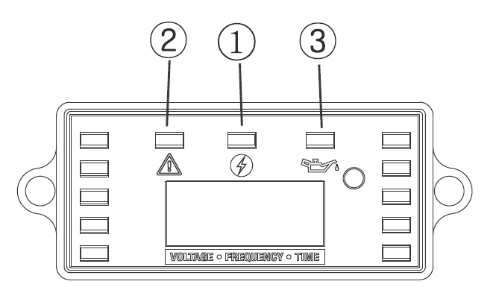 ② ① ③
VOLTAGE • FREQUENCY • TIME